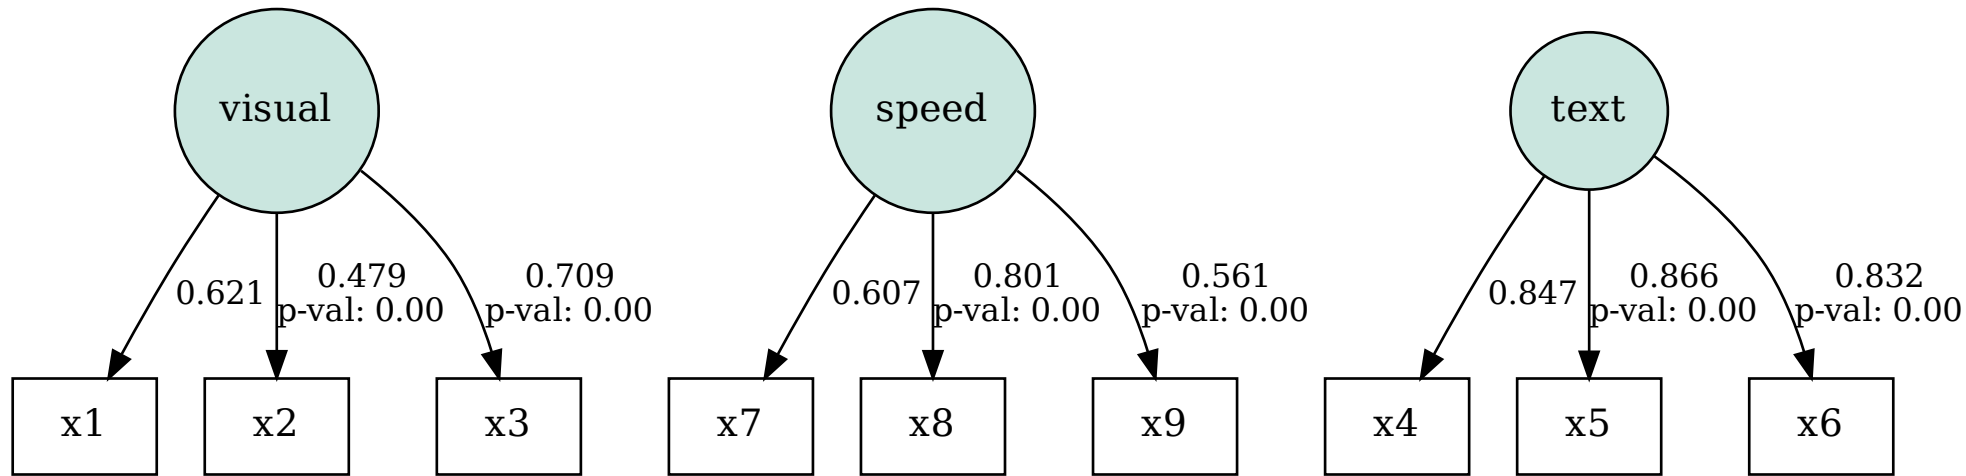 visual
speed
text
0.621
0.479
p-val: 0.00
0.709
p-val: 0.00
0.607
0.801
p-val: 0.00
0.561
p-val: 0.00
0.847
0.866
p-val: 0.00
0.832
p-val: 0.00
x1
x2
x3
x7
x8
x9
x4
x5
x6